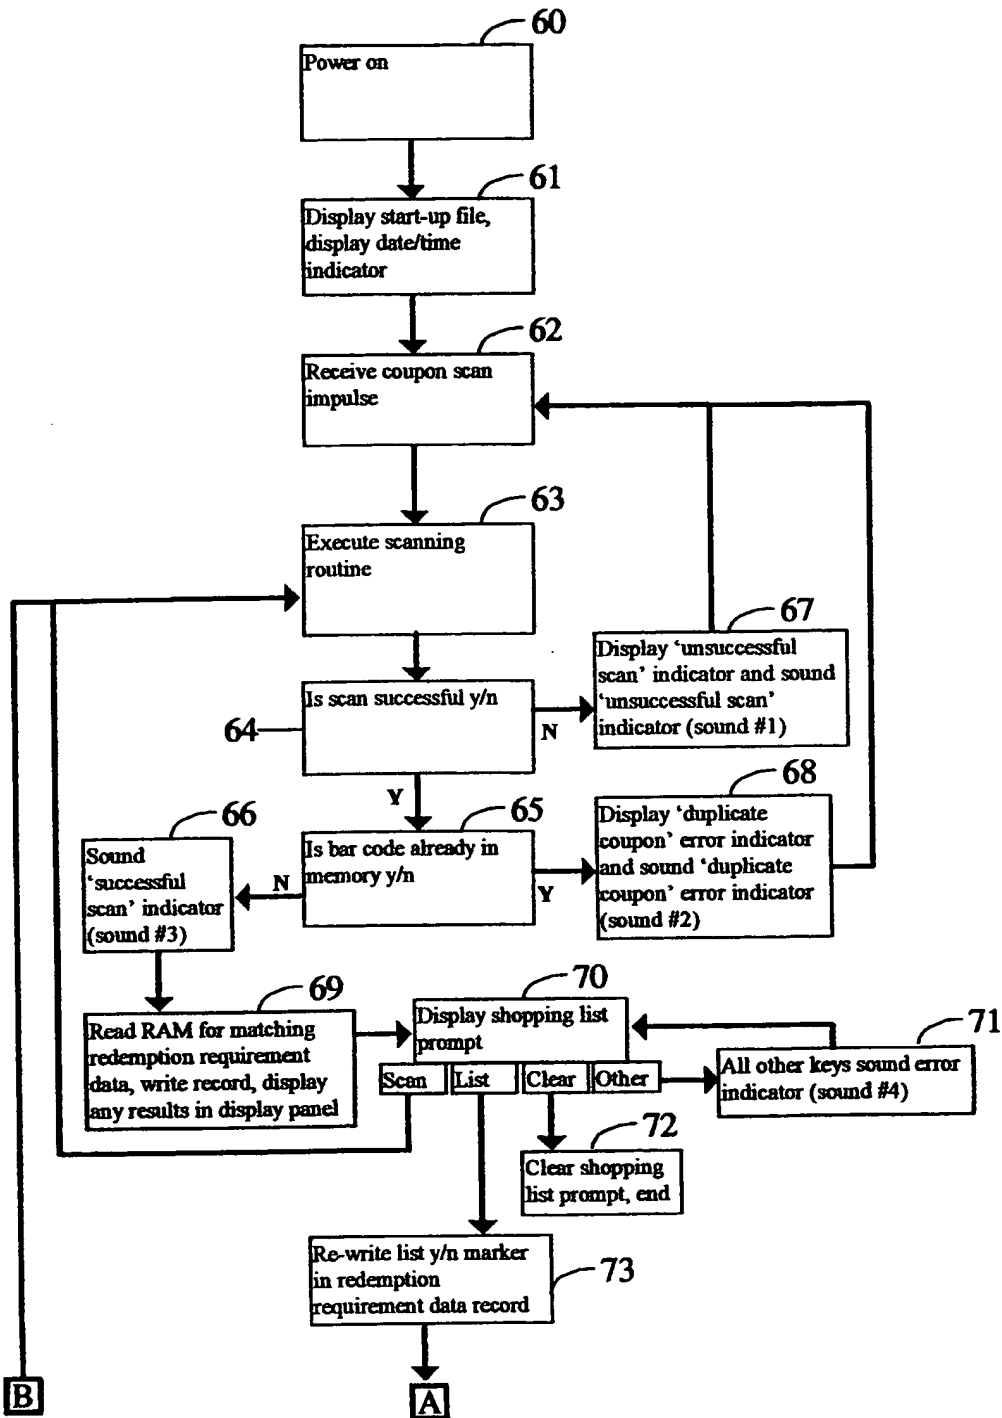 60
Power on
61
Display start-up file,
display date/time
indicator
62
Receive coupon scan
impulse
63
Execute scanning
routine
67
Display ‘unsuccessful
scan’ indicator and sound
‘unsuccessful scan’
indicator (sound #1)
64
Is scan successful y/n
N
Y
68
Display ‘duplicate
coupon’ error indicator
and sound ‘duplicate
coupon’ error indicator
(sound #2)
65
Is bar code already in
memory y/n
N
Y
66
Sound
‘successful
scan’ indicator
(sound #3)
69
Read RAM for matching
redemption requirement
data, write record, display
any results in display panel
70
Display shopping list
prompt
Scan List Clear Other
71
All other keys sound error
indicator (sound #4)
72
Clear shopping
list prompt, end
73
Re-write list y/n marker
in redemption
requirement data record
B
A